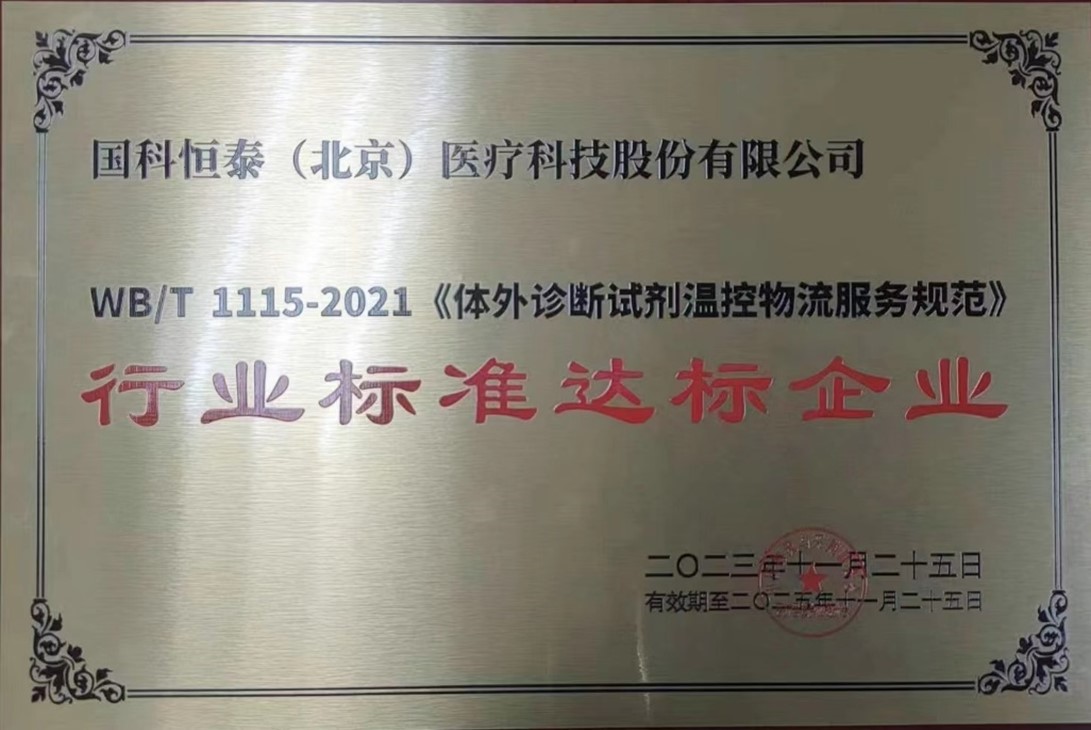 国科恒泰（北京）医疗科技股份有限公司
WB/T 1115-2021《体外诊断试剂温控物流服务规范》
行业标准达标企业
二〇二三年十一月二十五日
有效期至二〇二五年十一月二十五日